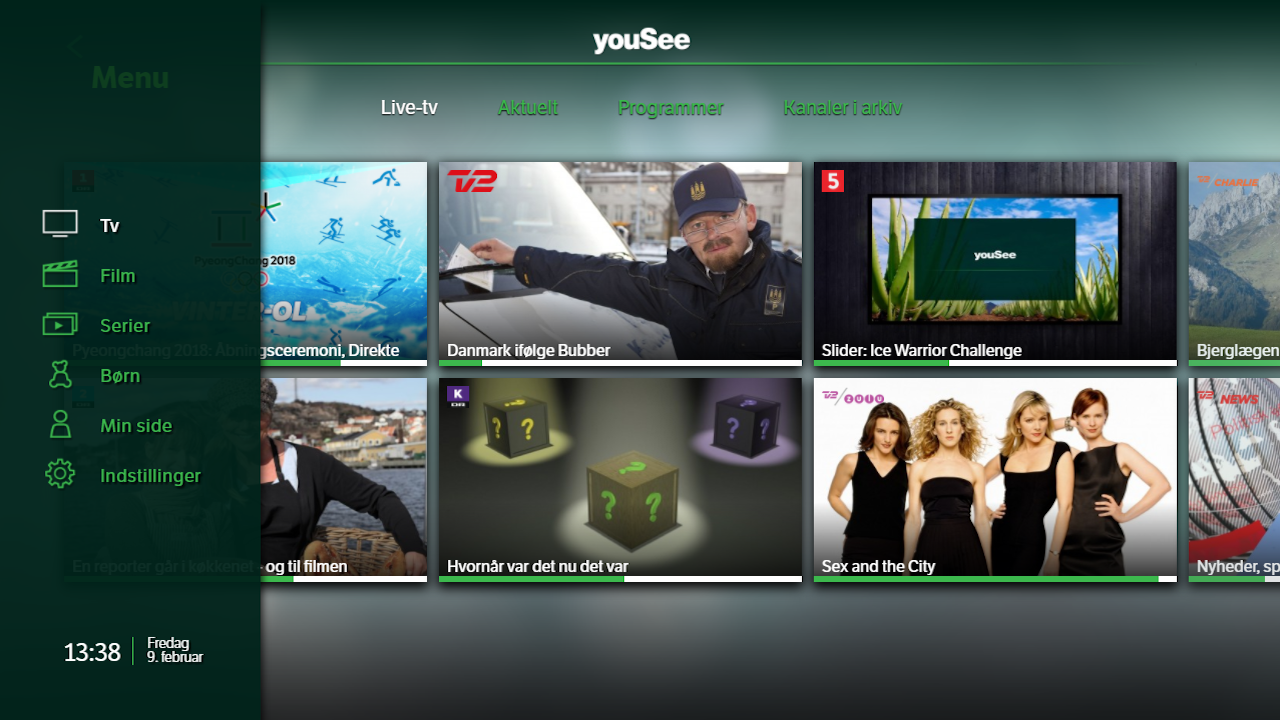 youSee
Menu
Live-tv
Aktuelt
Programmer
Kanaler i arkiv
Tv
Film
Serier
Børn
Min side
Indstillinger
13:38
Fredag
9. februar
1
PyeongChang 2018
VINTER-OL
Pyeongchang 2018: Åbningsceremoni, Direkte
TV2
Danmark ifølge Bubber
5
youSee
Slider: Ice Warrior Challenge
TV2 CHARLIE
Bjerglægen
En reporter går i køkkenet - og til filmen
K
DR
? ? ?
? ? ?
? ?
Hvornår var det nu det var
TV2 / zulu
Sex and the City
TV2 NEWS
Nyheder, sp